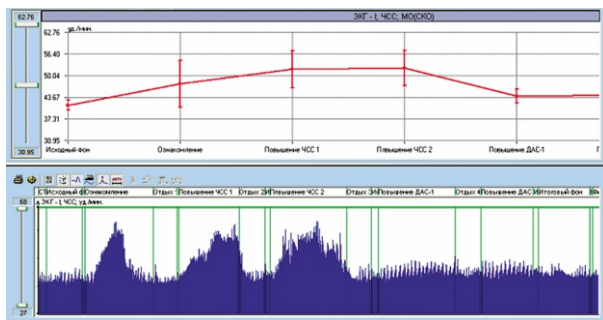 62.76
ЭКГ - I; ЧСС; МО(СКО)
уд./мин.
62.76
56.40
50.04
43.67
37.31
30.95
30.95
Исходный фон Ознакомление Повышение ЧСС 1 Плвышение ЧСС 2 Повышение ДАС-1 П
Исходный ф Ознакомление Отдых Повышение ЧСС 1 Отдых 2 Плвышение ЧСС 2 Отдых 3 Повышение ДАС-1 Отдых 4 Повышение ДАС Итоговый фон
68
ЭКГ - I; ЧСС, уд./мин.
27